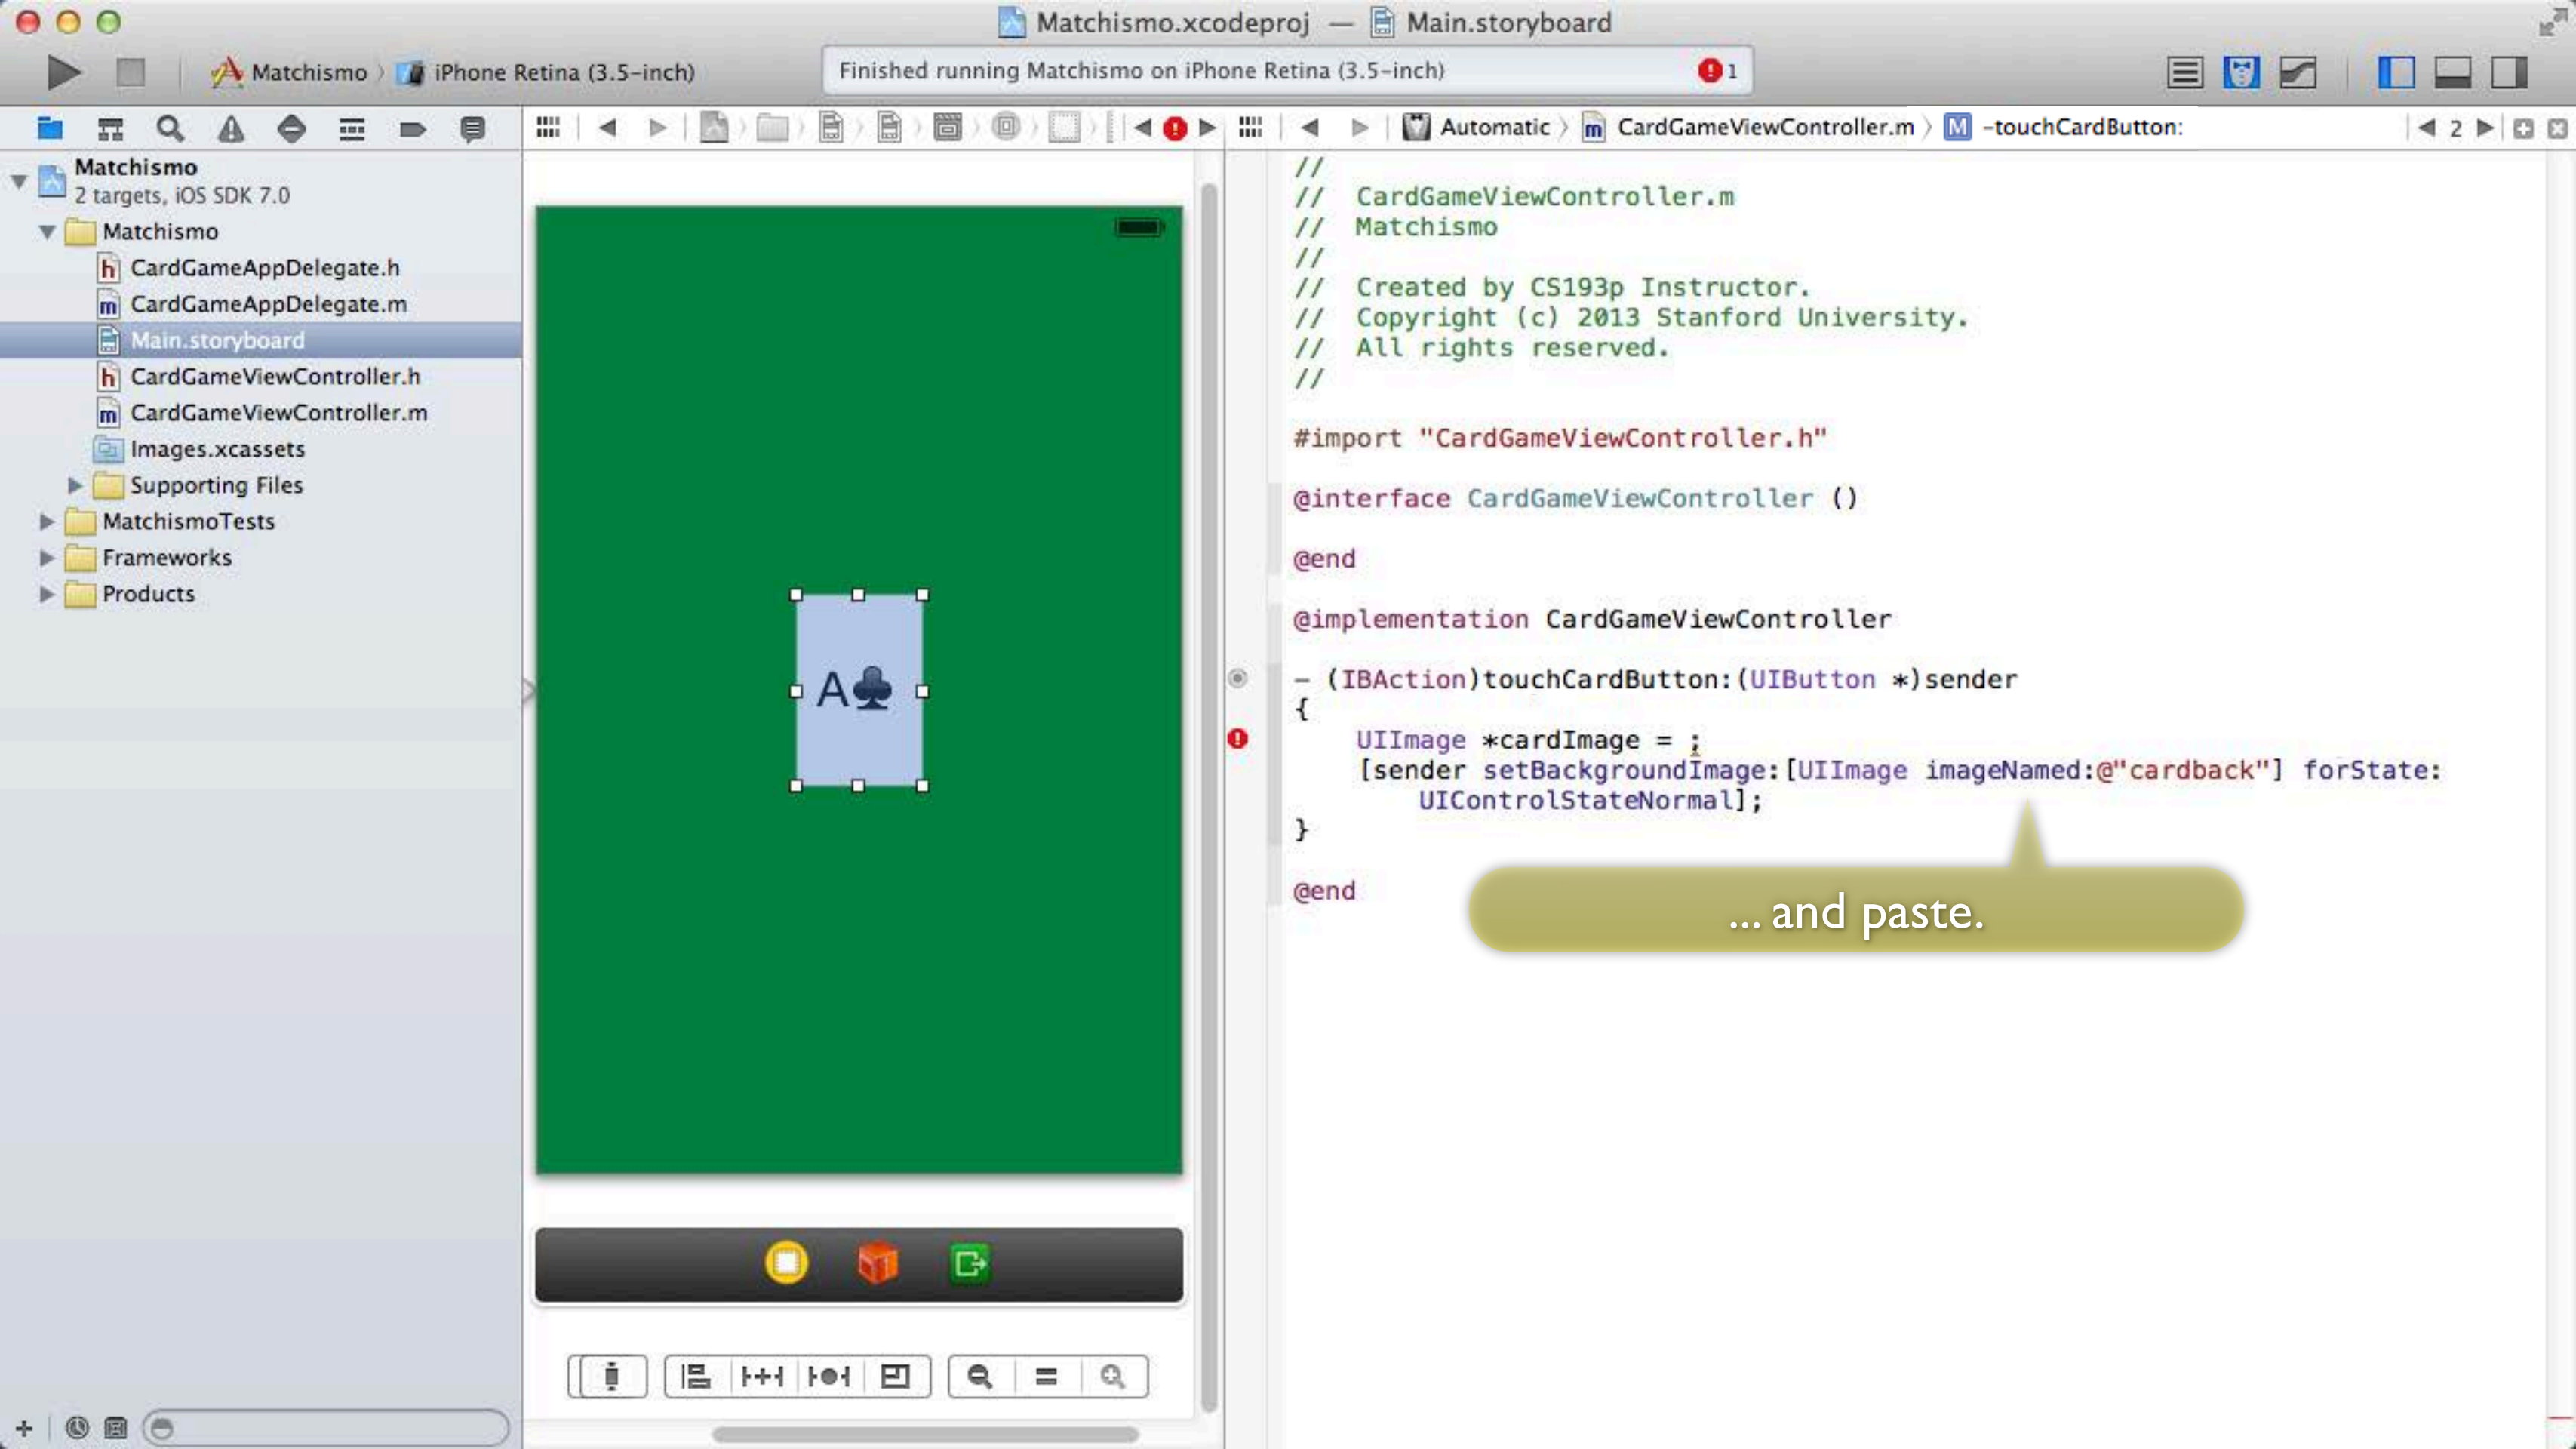 Matchismo.xcodeproj — Main.storyboard
Matchismo 〉 iPhone Retina (3.5-inch)
Finished running Matchismo on iPhone Retina (3.5-inch) 1
Automatic 〉 m CardGameViewController.m 〉 M -touchCardButton: 2
Matchismo
2 targets, iOS SDK 7.0
Matchismo
h CardGameAppDelegate.h
m CardGameAppDelegate.m
Main.storyboard
h CardGameViewController.h
m CardGameViewController.m
Images.xcassets
Supporting Files
MatchismoTests
Frameworks
Products
A♣
//
//  CardGameViewController.m
//  Matchismo
//
//  Created by CS193p Instructor.
//  Copyright (c) 2013 Stanford University.
//  All rights reserved.
//
#import "CardGameViewController.h"
@interface CardGameViewController ()
@end
@implementation CardGameViewController
- (IBAction)touchCardButton:(UIButton *)sender
{
UIImage *cardImage = ;
[sender setBackgroundImage:[UIImage imageNamed:@"cardback"] forState:
UIControlStateNormal];
}
@end
... and paste.